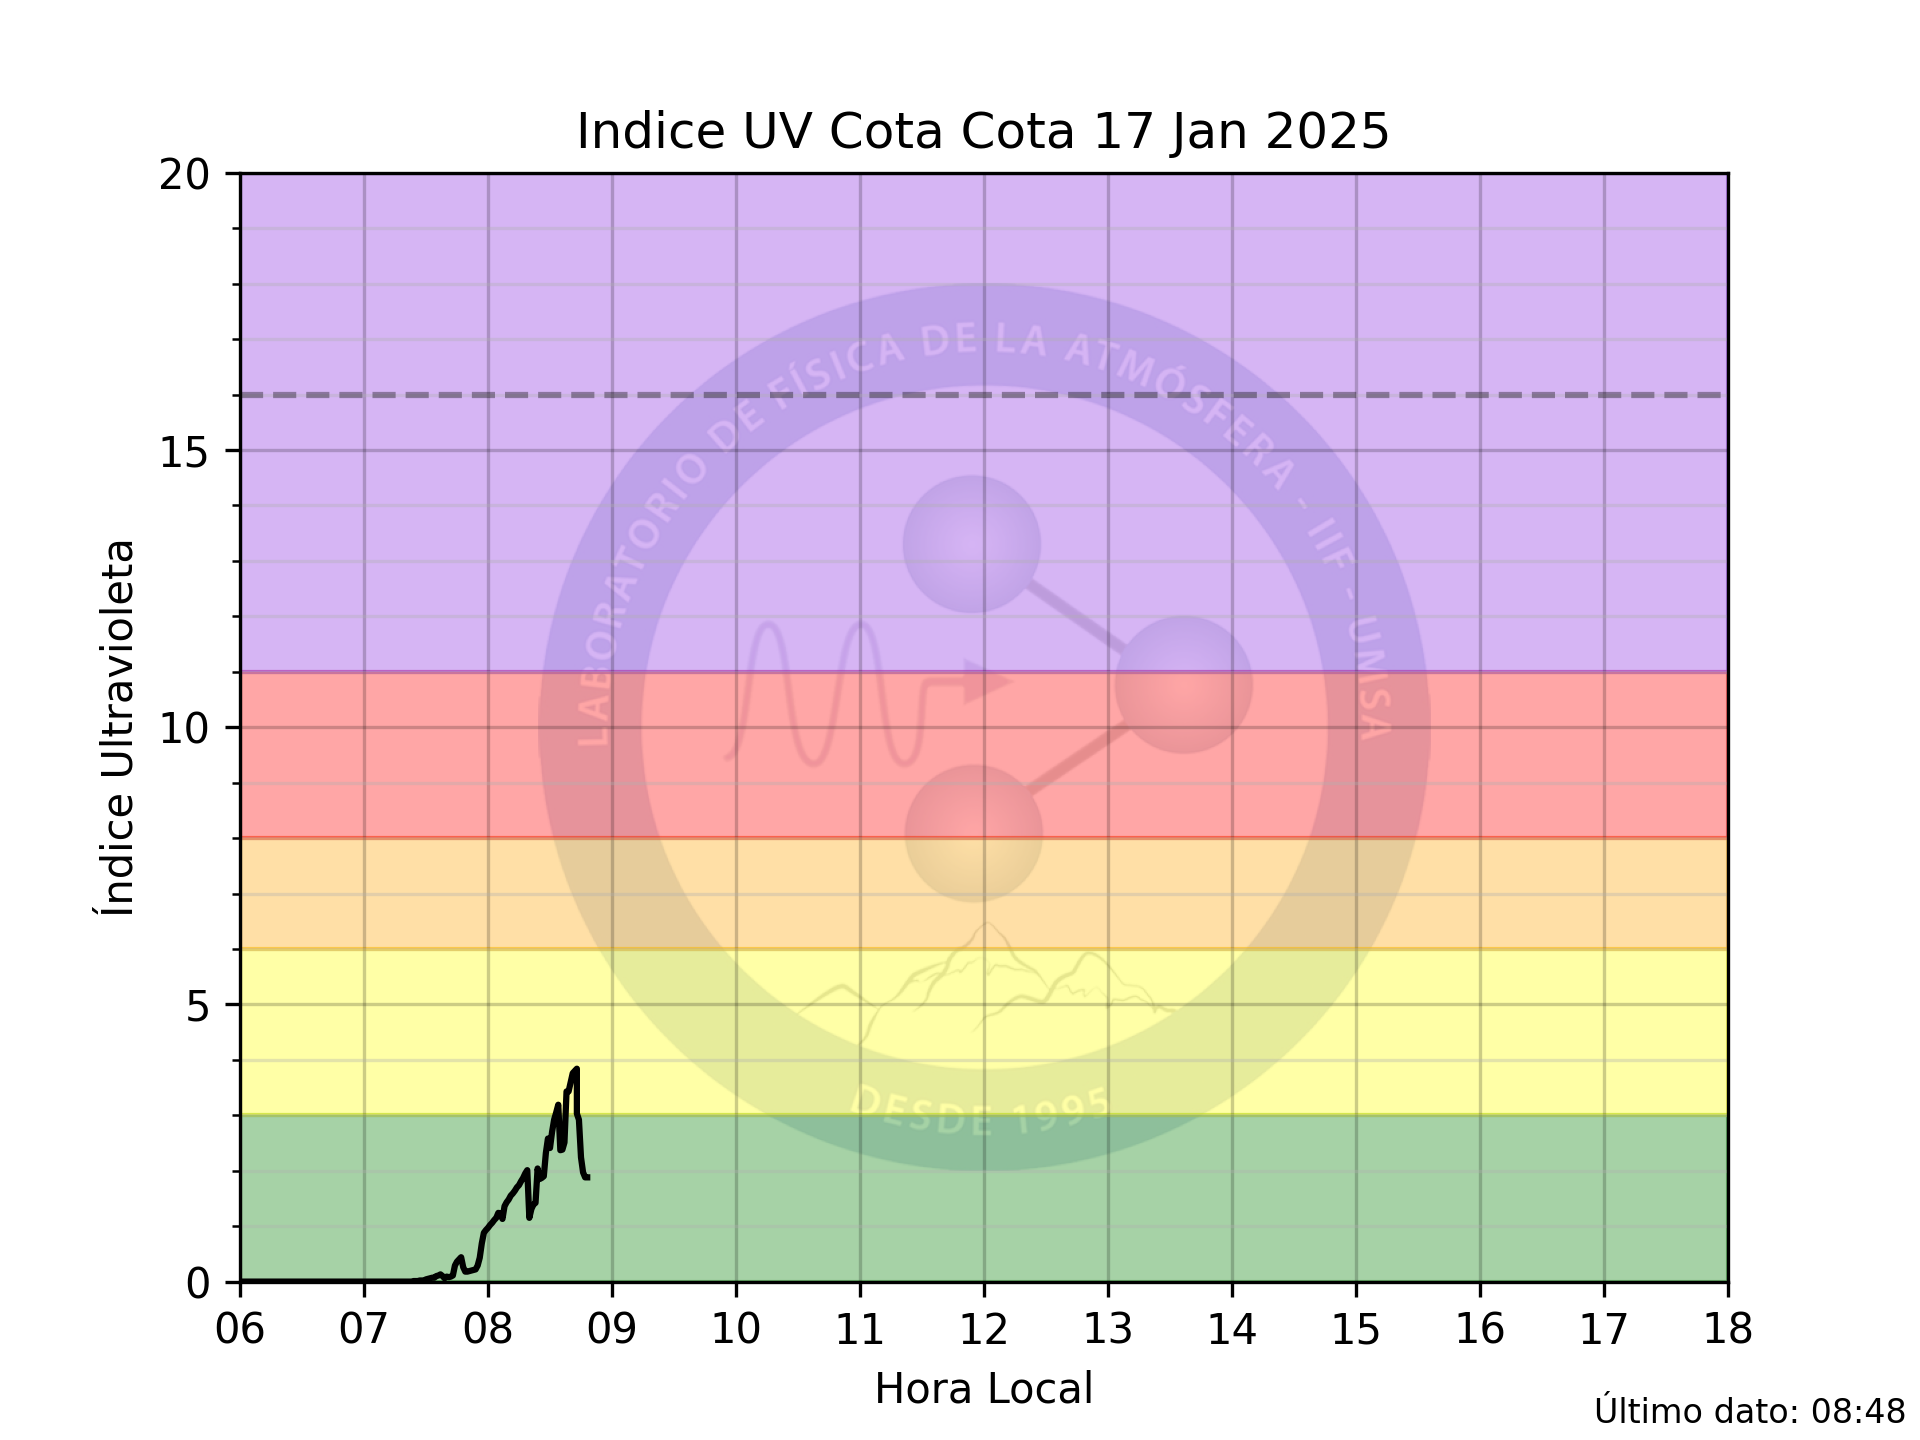 Indice UV Cota Cota 17 Jan 2025
20
15
10
5
0
Índice Ultravioleta
LABORATORIO DE FÍSICA DE LA ATMÓSFERA - IIF - UMSA
DESDE 1995
06 07 08 09 10 11 12 13 14 15 16 17 18
Hora Local
Último dato: 08:48